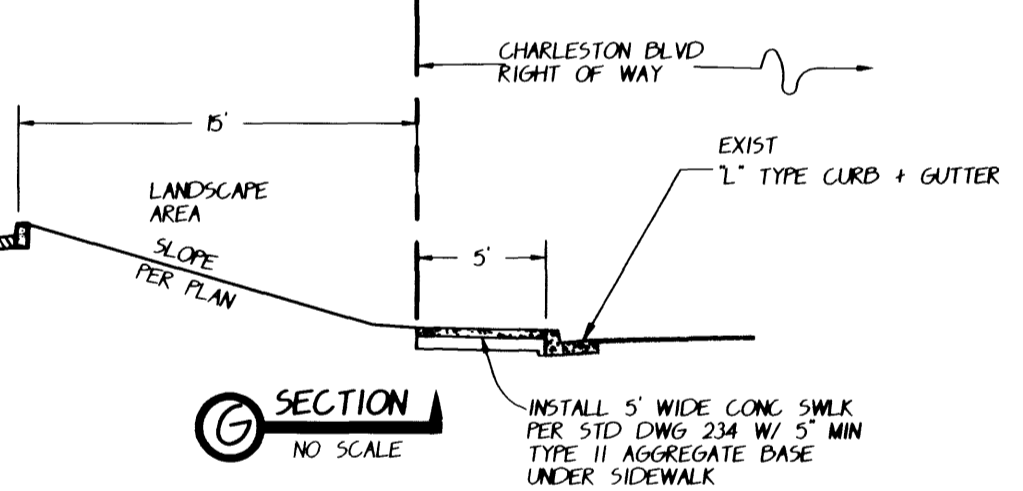 CHARLESTON BLVD
RIGHT OF WAY
15'
EXIST
"L" TYPE CURB + GUTTER
LANDSCAPE
AREA
SLOPE
PER PLAN
5'
G SECTION
NO SCALE
INSTALL 5' WIDE CONC SWLK
PER STD DWG 234 W/ 5" MIN
TYPE II AGGREGATE BASE
UNDER SIDEWALK